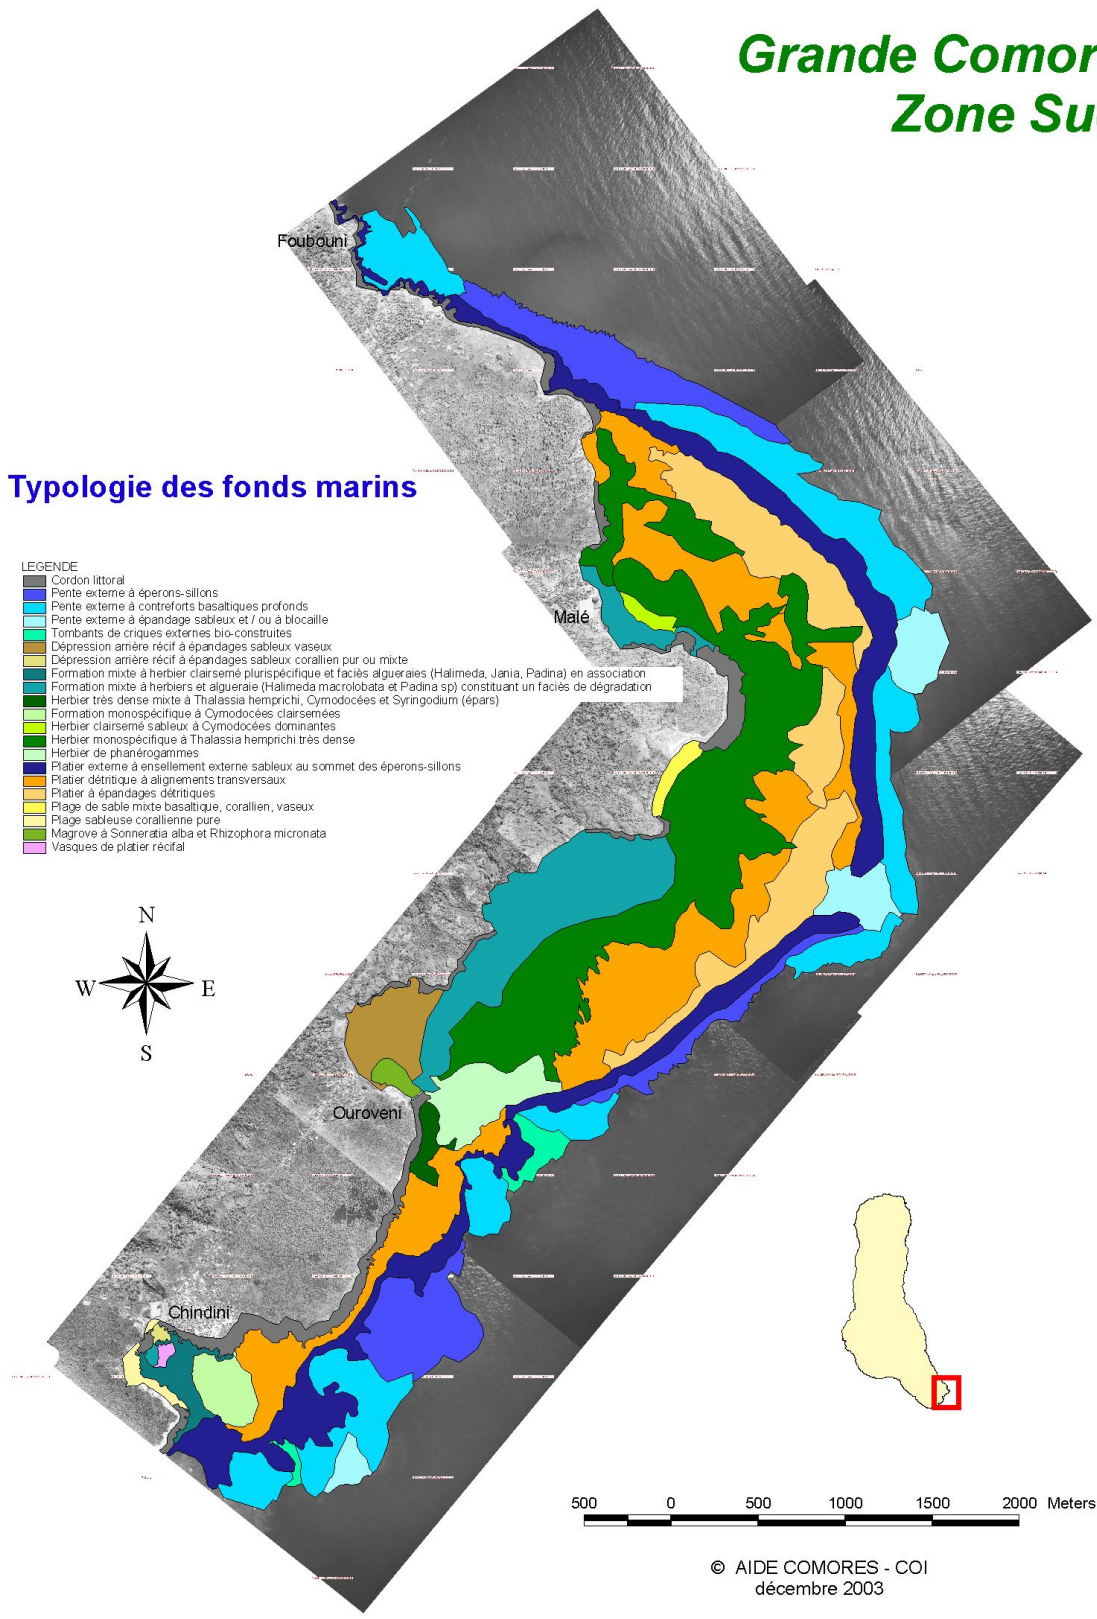 Grande Comor
Zone Su
Foubouni
Typologie des fonds marins
LEGENDE
Cordon littoral
Pente externe à éperons-sillons
Pente externe à contreforts basaltiques profonds
Pente externe à épandage sableux et / ou à blocaille
Tombants de criques externes bio-construites
Dépression arrière récif à épandages sableux vaseux
Dépression arrière récif à épandages sableux corallien pur ou mixte
Formation mixte à herbier clairsemé plurispécifique et faciès algueraies (Halimeda, Jania, Padina) en association
Formation mixte à herbiers et algueraie (Halimeda macrolobata et Padina sp) constituant un faciès de dégradation
Herbier très dense mixte à Thalassia hemprichi, Cymodocées et Syringodium (épars)
Formation monospécifique à Cymodocées clairsemées
Herbier clairsemé sableux à Cymodocées dominantes
Herbier monospécifique à Thalassia hemprichi très dense
Herbier de phanérogammes
Platier externe à ensellement externe sableux au sommet des éperons-sillons
Platier détritique à alignements transversaux
Platier à épandages détritiques
Plage de sable mixte basaltique, corallien, vaseux
Plage sableuse corallienne pure
Magrove à Sonneratia alba et Rhizophora micronata
Vasques de platier récifal
Malé
N
W E
S
Ouroveni
Chindini
500 0 500 1000 1500 2000 Meters
© AIDE COMORES - COI
décembre 2003